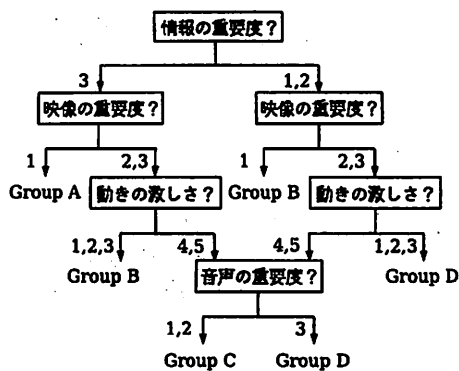 情報の重要度？
3 1,2
映像の重要度？ 映像の重要度？
1 2,3 1 2,3
Group A 動きの激しさ？ Group B 動きの激しさ？
1,2,3 4,5 4,5 1,2,3
Group B 音声の重要度？ Group D
1,2 3
Group C Group D